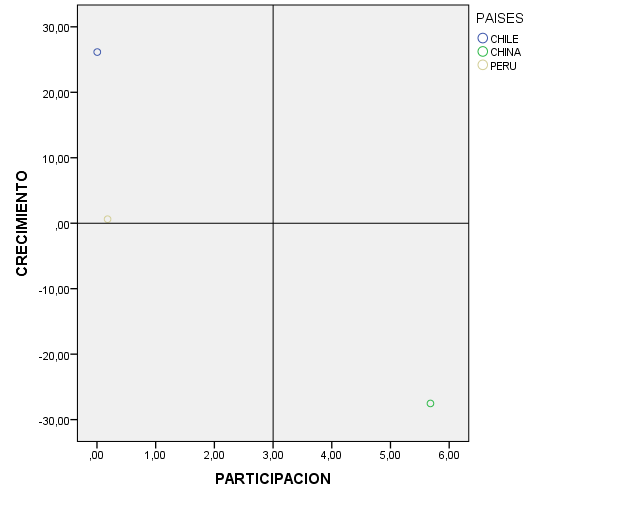 PAISES
CHILE
CHINA
PERU
CRECIMIENTO
30,00
20,00
10,00
,00
-10,00
-20,00
-30,00
,00 1,00 2,00 3,00 4,00 5,00 6,00
PARTICIPACION